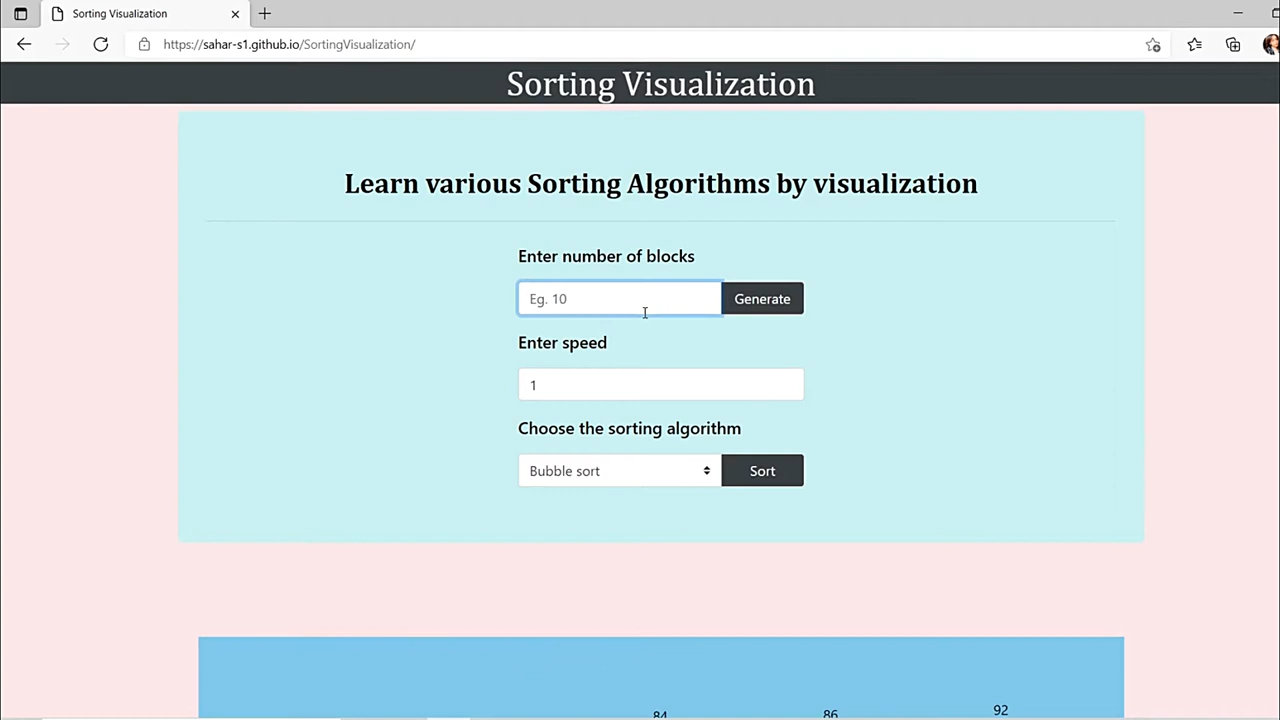 Sorting Visualization
https://sahar-s1.github.io/SortingVisualization/
Sorting Visualization
Learn various Sorting Algorithms by visualization
Enter number of blocks
Eg. 10
Generate
Enter speed
1
Choose the sorting algorithm
Bubble sort
Sort
84
86
92